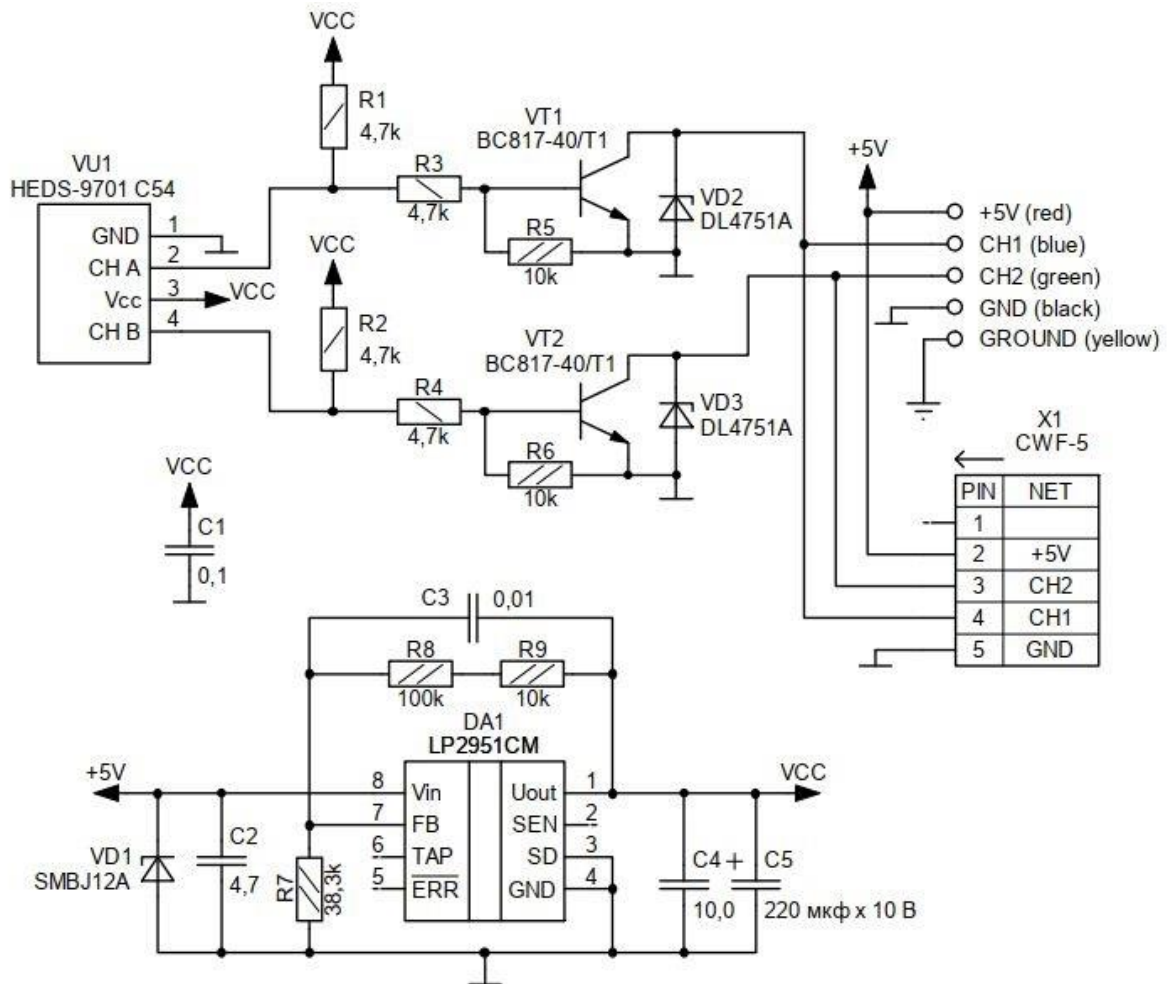 VCC
R1
4,7k
VT1
BC817-40/T1
VU1
HEDS-9701 C54
R3
4,7k
VD2
DL4751A
+5V
+5V (red)
GND
1
CH A
2
Vcc
3
VCC
CH B
4
VCC
R5
10k
CH1 (blue)
CH2 (green)
GND (black)
GROUND (yellow)
R2
4,7k
VT2
BC817-40/T1
R4
4,7k
VD3
DL4751A
R6
10k
X1
CWF-5
PIN NET
1
2 +5V
3 CH2
4 CH1
5 GND
VCC
C1
0,1
C3 0,01
R8
100k
R9
10k
DA1
LP2951CM
+5V
8 Vin
7 FB
6 TAP
5 ERR
Uout 1
SEN 2
SD 3
GND 4
VCC
VD1
SMBJ12A
C2
4,7
R7
38,3k
C4
10,0
+ C5
220 мкф x 10 В